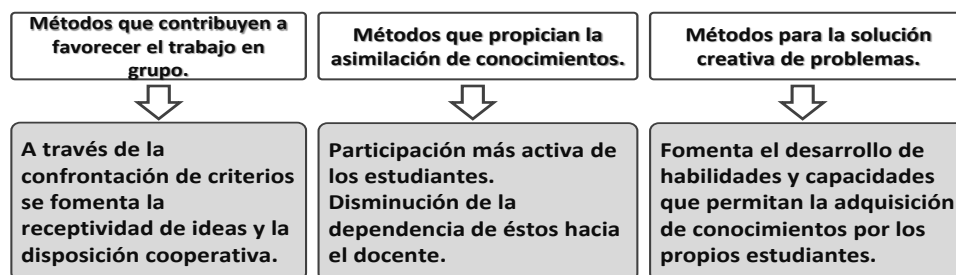 Métodos que contribuyen a
favorecer el trabajo en
grupo.
A través de la
confrontación de criterios
se fomenta la
receptividad de ideas y la
disposición cooperativa.
Métodos que propician la
asimilación de conocimientos.
Participación más activa de
los estudiantes.
Disminución de la
dependencia de éstos hacia
el docente.
Métodos para la solución
creativa de problemas.
Fomenta el desarrollo de
habilidades y capacidades
que permitan la adquisición
de conocimientos por los
propios estudiantes.